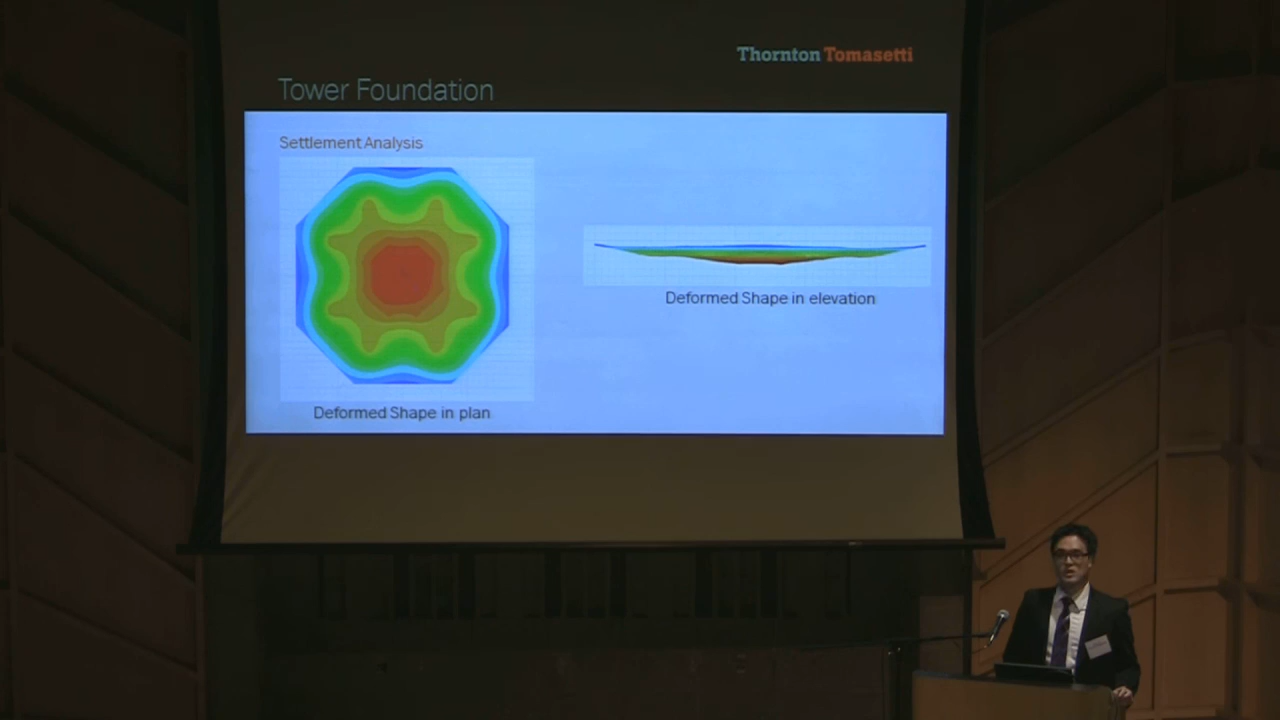 Thornton Tomasetti
Tower Foundation
Settlement Analysis
Deformed Shape in elevation
Deformed Shape in plan